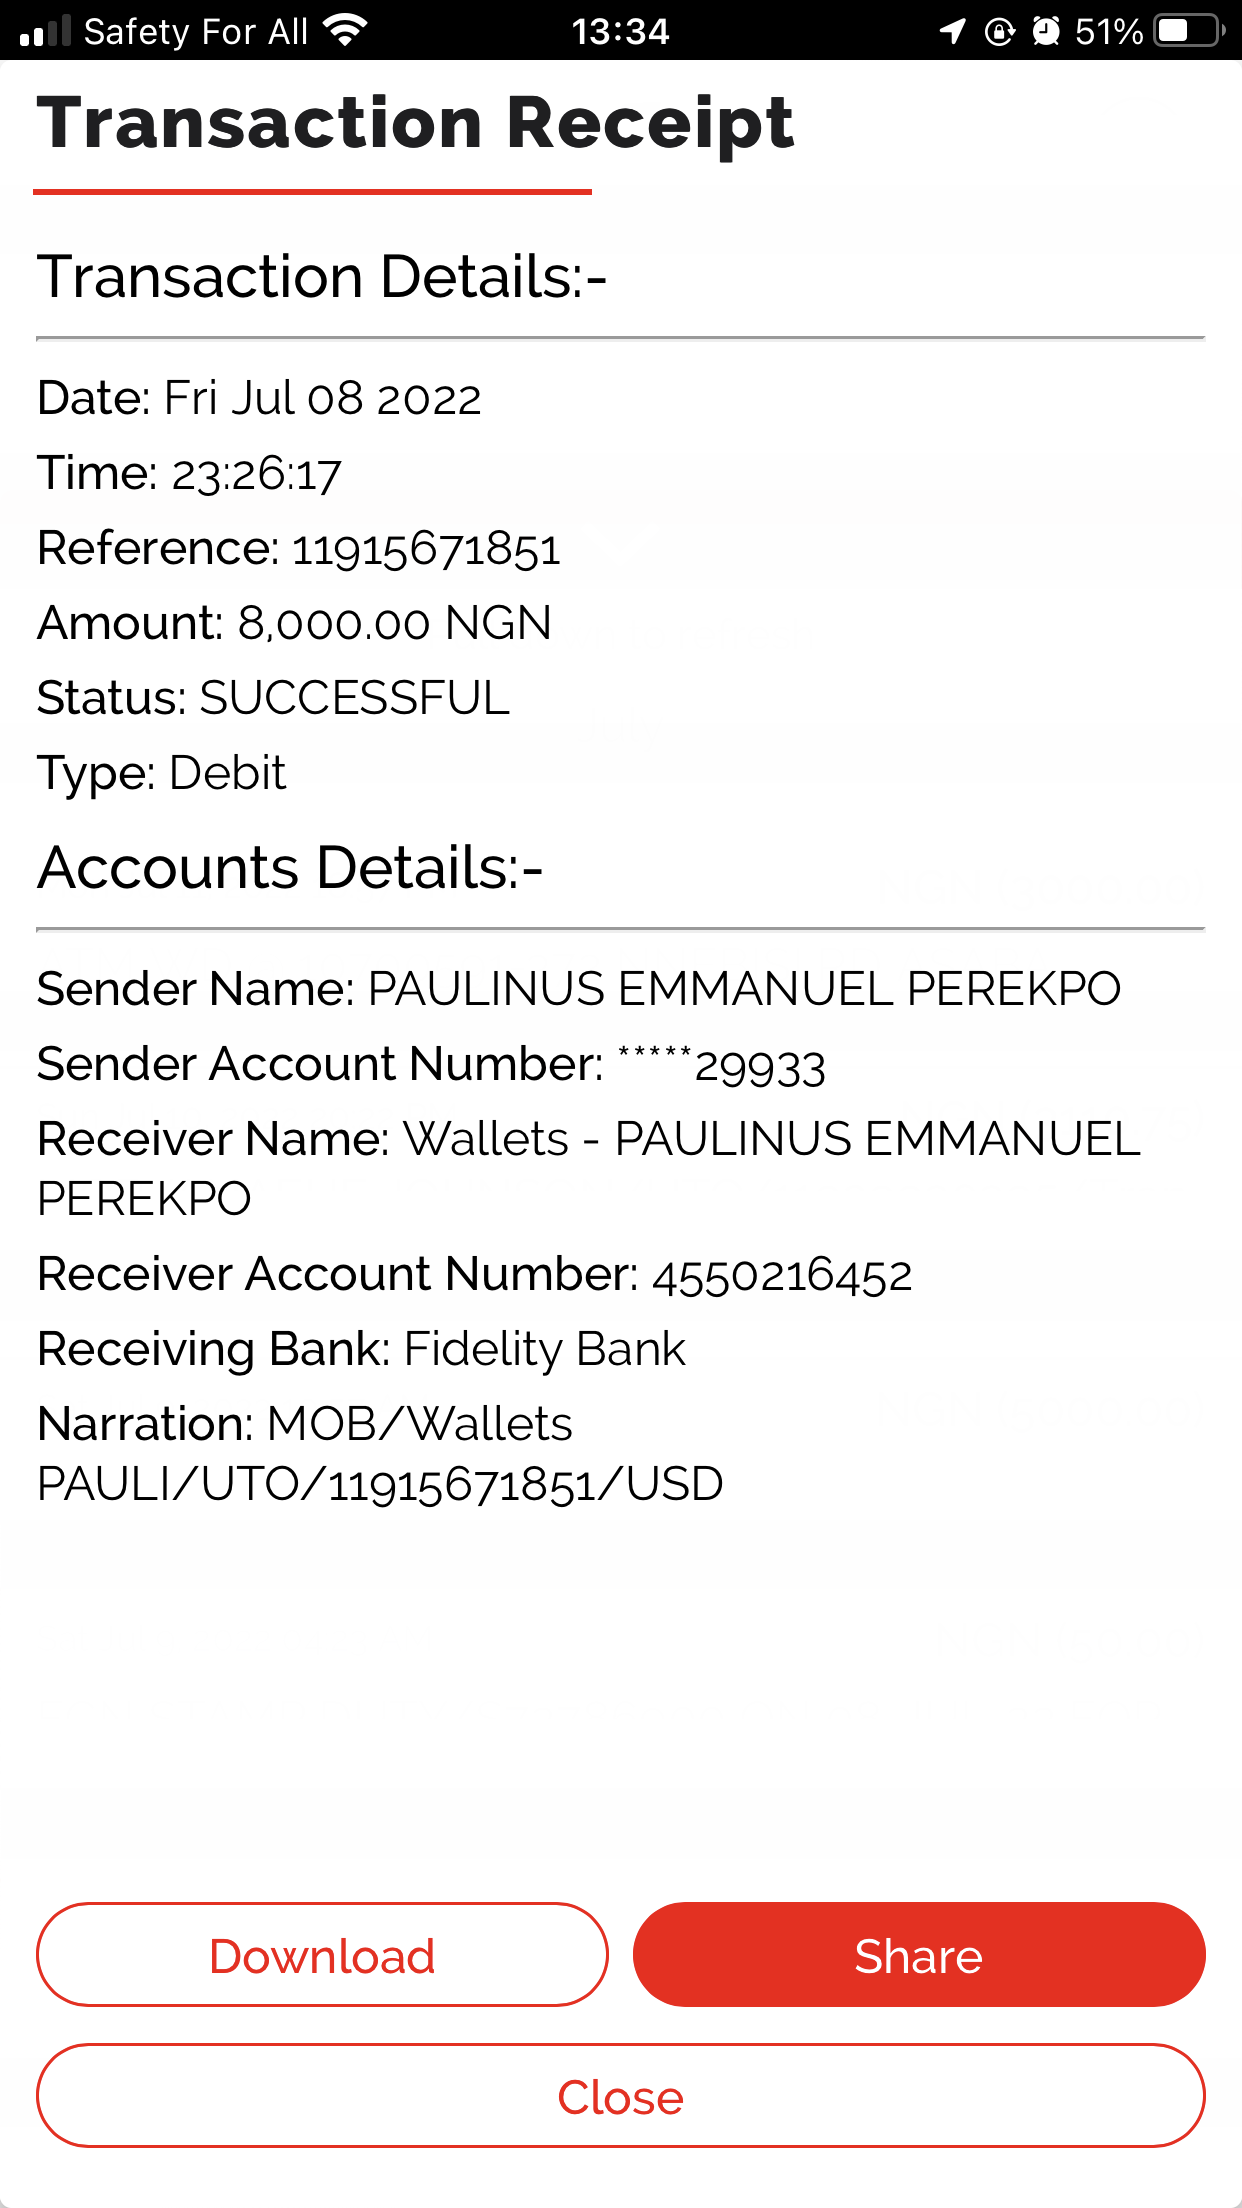 Safety For All 13:34 51%
Transaction Receipt
Transaction Details:-
Date: Fri Jul 08 2022
Time: 23:26:17
Reference: 11915671851
Amount: 8,000.00 NGN
Status: SUCCESSFUL
Type: Debit
Accounts Details:-
Sender Name: PAULINUS EMMANUEL PEREKPO
Sender Account Number: *****29933
Receiver Name: Wallets - PAULINUS EMMANUEL
PEREKPO
Receiver Account Number: 4550216452
Receiving Bank: Fidelity Bank
Narration: MOB/Wallets
PAULI/UTO/11915671851/USD
Download Share
Close